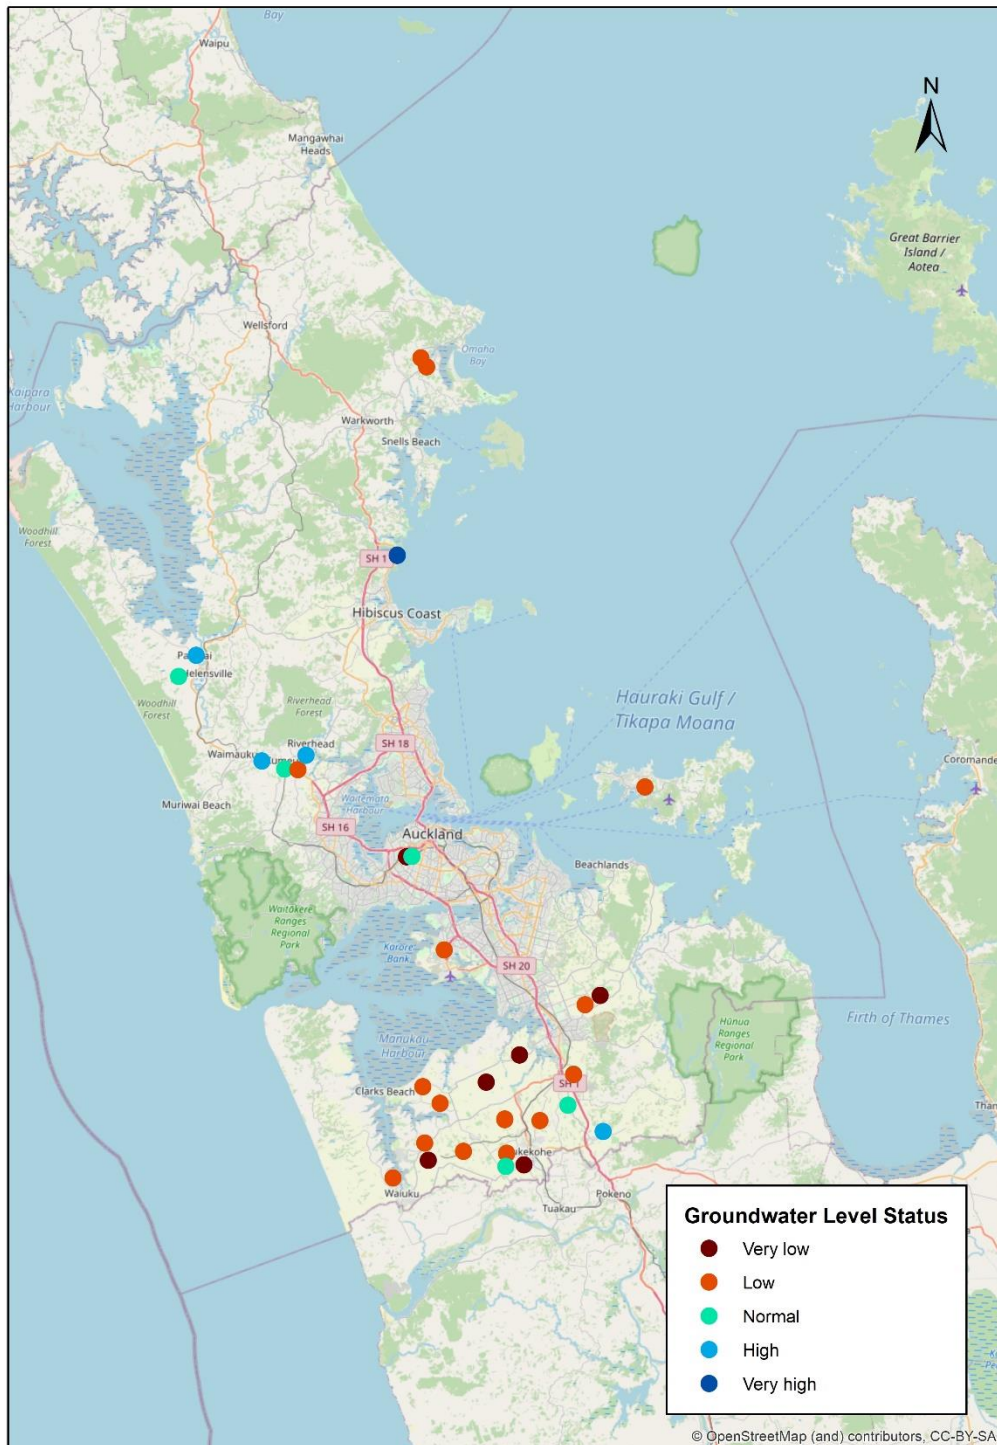 Bay
Waipu
N
Mangawhai
Heads
Great Barrier
Island /
Aotea
Wellsford
Omaha
Bay
Kaipara
Harbour
Warkworth
Snells Beach
Woodhill
Forest
SH 1
Hibiscus Coast
Helensville
Woodhill
Forest
Riverhead
Forest
Hauraki Gulf /
Tikapa Moana
Riverhead
SH 18
Waimauku
Coromande
Muriwai Beach
Waitematā
Harbour
SH 16
Auckland
Beachlands
Waitākere
Ranges
Regional
Park
Karore
Bank
SH 20
Hūnua
Ranges
Regional
Park
Firth of Thames
Manukau
Harbour
Clarks Beach
SH 1
Than
Waiuku
Pokeno
Tuakau
Groundwater Level Status
Very low
Low
Normal
High
Very high
© OpenStreetMap (and) contributors, CC-BY-SA